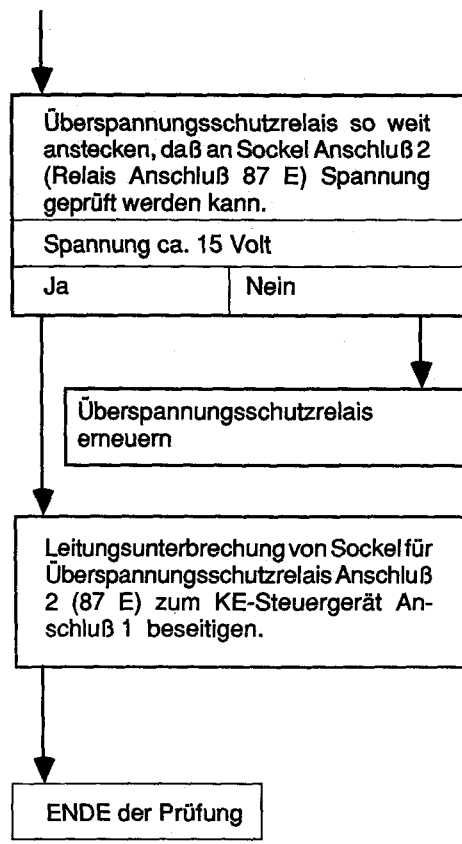 Überspannungsschutzrelais so weit
anstecken, daß an Sockel Anschluß 2
(Relais Anschluß 87 E) Spannung
geprüft werden kann.
Spannung ca. 15 Volt
Ja Nein
Überspannungsschutzrelais
erneuern
Leitungsunterbrechung von Sockel für
Überspannungsschutzrelais Anschluß
2 (87 E) zum KE-Steuergerät An-
schluß 1 beseitigen.
ENDE der Prüfung